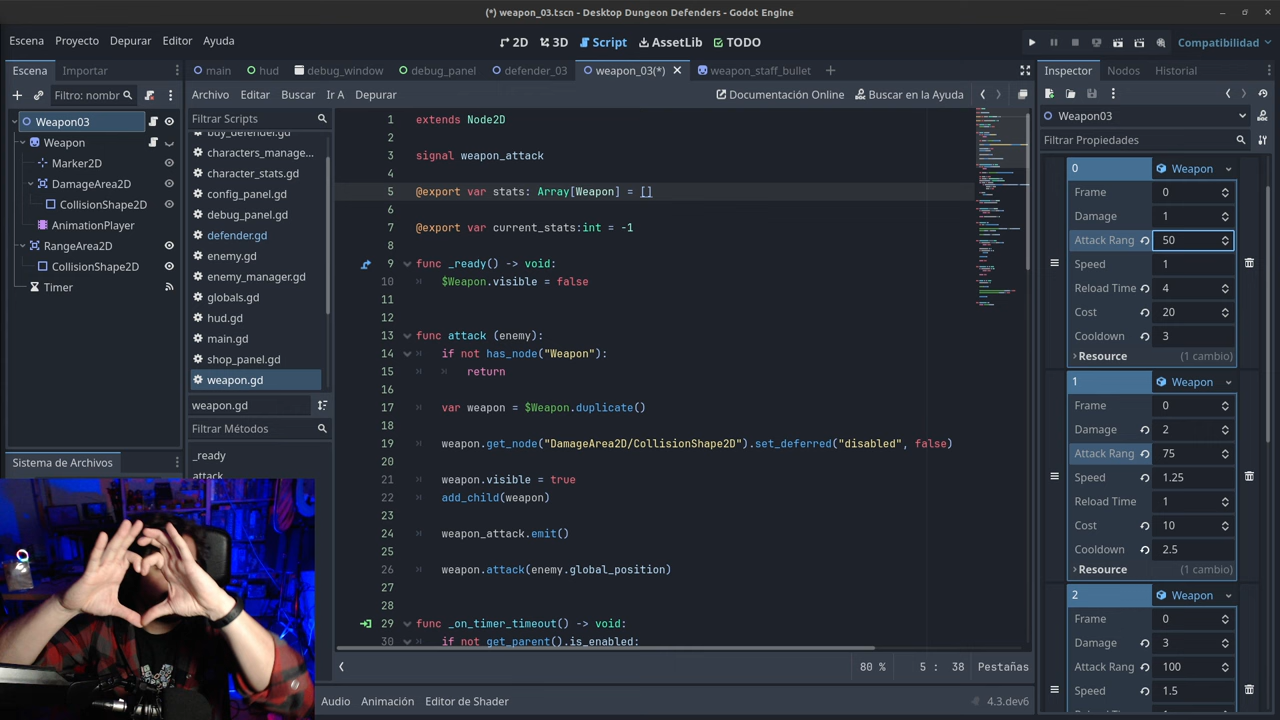 (*) weapon_03.tscn - Desktop Dungeon Defenders - Godot Engine
Escena Proyecto Depurar Editor Ayuda
2D 3D Script AssetLib TODO
Compatibilidad
Escena Importar
Filtro: nombr
Weapon03
Weapon
Marker2D
DamageArea2D
CollisionShape2D
AnimationPlayer
RangeArea2D
CollisionShape2D
Timer
Sistema de Archivos
main hud debug_window debug_panel defender_03 weapon_03(*) weapon_staff_bullet
Archivo Editar Buscar Ir A Depurar
Documentación Online Buscar en la Ayuda
Filtrar Scripts
buy_defender.gd
characters_manage...
character_stats.gd
config_panel.gd
debug_panel.gd
defender.gd
enemy.gd
enemy_manager.gd
globals.gd
hud.gd
main.gd
shop_panel.gd
weapon.gd
weapon.gd
Filtrar Métodos
_ready
attack
1 extends Node2D
2
3 signal weapon_attack
4
5 @export var stats: Array[Weapon] = []
6
7 @export var current_stats:int = -1
8
9 func _ready() -> void:
10 $Weapon.visible = false
11
12
13 func attack (enemy):
14 if not has_node("Weapon"):
15 return
16
17 var weapon = $Weapon.duplicate()
18
19 weapon.get_node("DamageArea2D/CollisionShape2D").set_deferred("disabled", false)
20
21 weapon.visible = true
22 add_child(weapon)
23
24 weapon_attack.emit()
25
26 weapon.attack(enemy.global_position)
27
28
29 func _on_timer_timeout() -> void:
30 if not get_parent().is_enabled:
80 % 5 : 38 Pestañas
Audio Animación Editor de Shader 4.3.dev6
Inspector Nodos Historial
Weapon03
Filtrar Propiedades
0 Weapon
Frame 0
Damage 1
Attack Rang 50
Speed 1
Reload Time 4
Cost 20
Cooldown 3
Resource (1 cambio)
1 Weapon
Frame 0
Damage 2
Attack Rang 75
Speed 1.25
Reload Time 1
Cost 10
Cooldown 2.5
Resource (1 cambio)
2 Weapon
Frame 0
Damage 3
Attack Rang 100
Speed 1.5